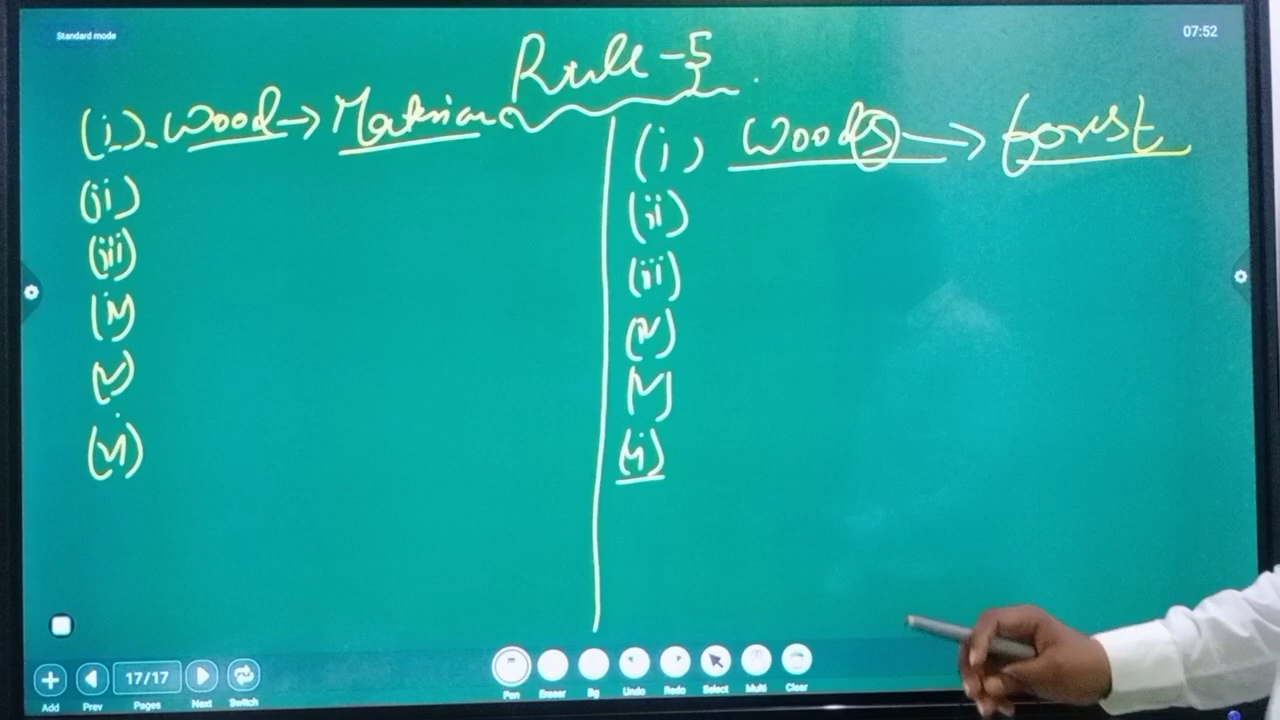 Standard mode
07:52
Rule-5
(i). Wood → Material
(ii)
(iii)
(iv)
(v)
(vi)
(i) Woods → forest
(ii)
(iii)
(iv)
(v)
(vi)
17/17
Add Prev Pages Next Switch
Pen Eraser Bg Undo Redo Select Multi Clear